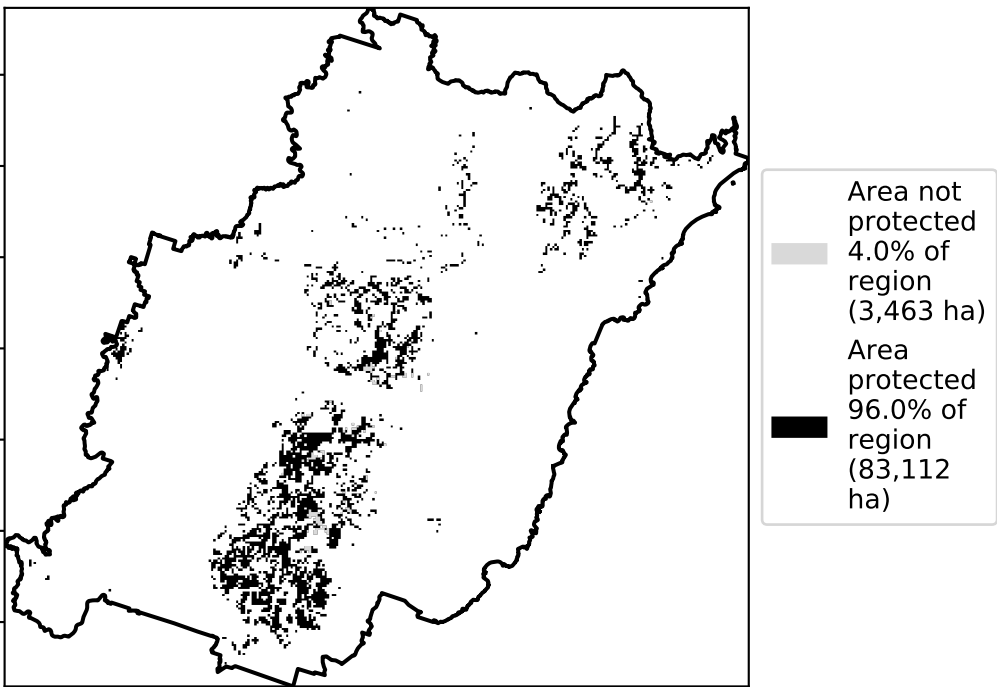 Area not
protected
4.0% of
region
(3,463 ha)
Area
protected
96.0% of
region
(83,112
ha)